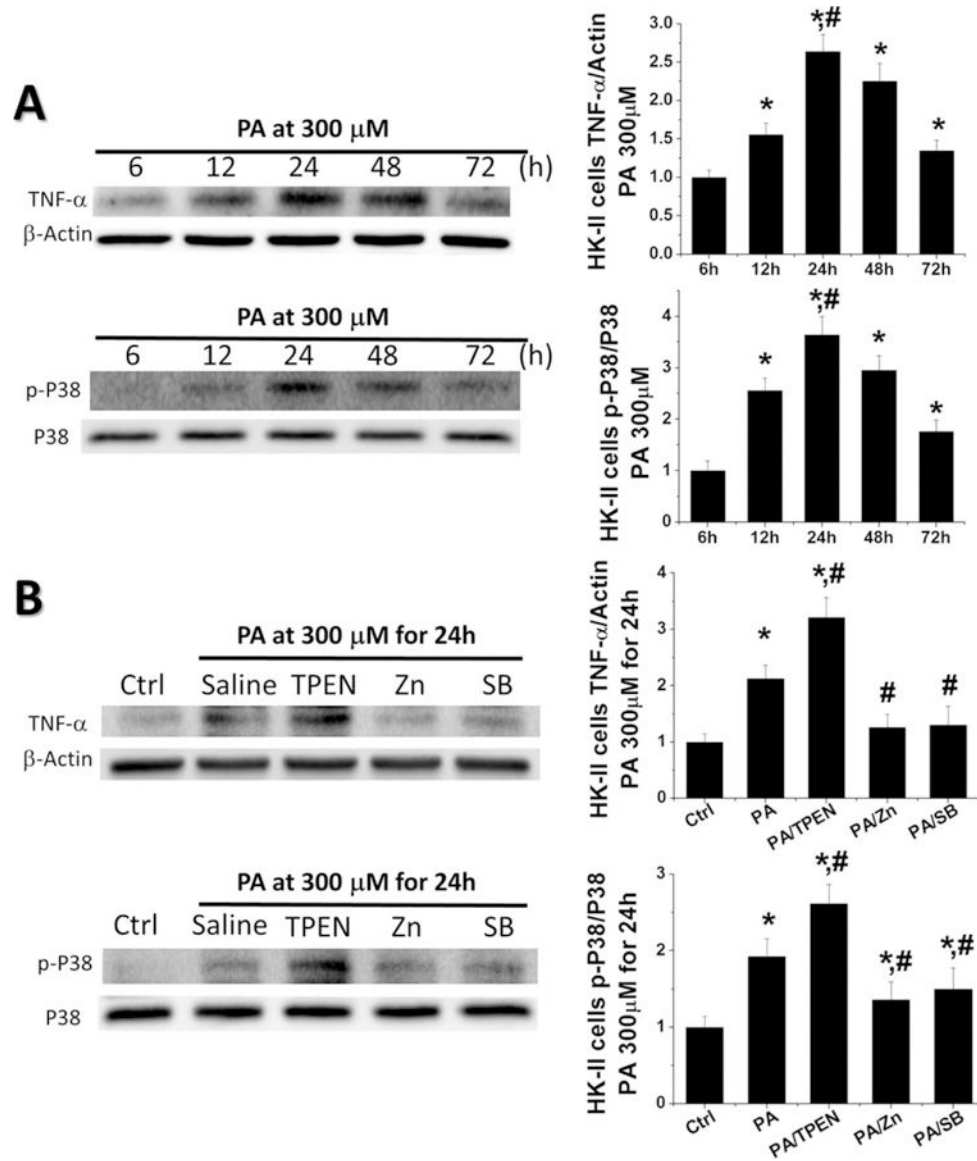 A
PA at 300 μM
6 12 24 48 72 (h)
TNF-α
β-Actin
PA at 300 μM
6 12 24 48 72 (h)
p-P38
P38
HK-II cells TNF-α/Actin
PA 300μM
3.0
2.5
2.0
1.5
1.0
0.5
0.0
*
*,#
*
*
6h 12h 24h 48h 72h
HK-II cells p-P38/P38
PA 300μM
4
3
2
1
0
*
*,#
*
*
6h 12h 24h 48h 72h
B
PA at 300 μM for 24h
Ctrl Saline TPEN Zn SB
TNF-α
β-Actin
PA at 300 μM for 24h
Ctrl Saline TPEN Zn SB
p-P38
P38
HK-II cells TNF-α/Actin
PA 300μM for 24h
4
3
2
1
0
*
*,#
#
#
Ctrl PA PA/TPEN PA/Zn PA/SB
HK-II cells p-P38/P38
PA 300μM for 24h
3
2
1
0
*
*,#
*,#
*,#
Ctrl PA PA/TPEN PA/Zn PA/SB